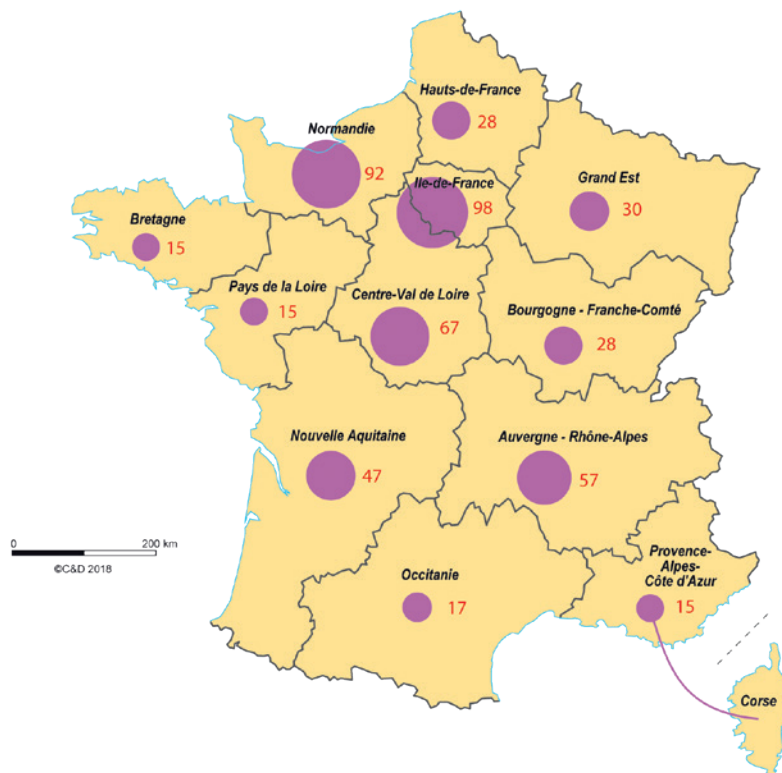 Hauts-de-France
28
Normandie
92
Ile-de-France
98
Grand Est
30
Bretagne
15
Pays de la Loire
15
Centre-Val de Loire
67
Bourgogne - Franche-Comté
28
Nouvelle Aquitaine
47
Auvergne - Rhône-Alpes
57
0 200 km
©C&D 2018
Occitanie
17
Provence-
Alpes-
Côte d'Azur
15
Corse